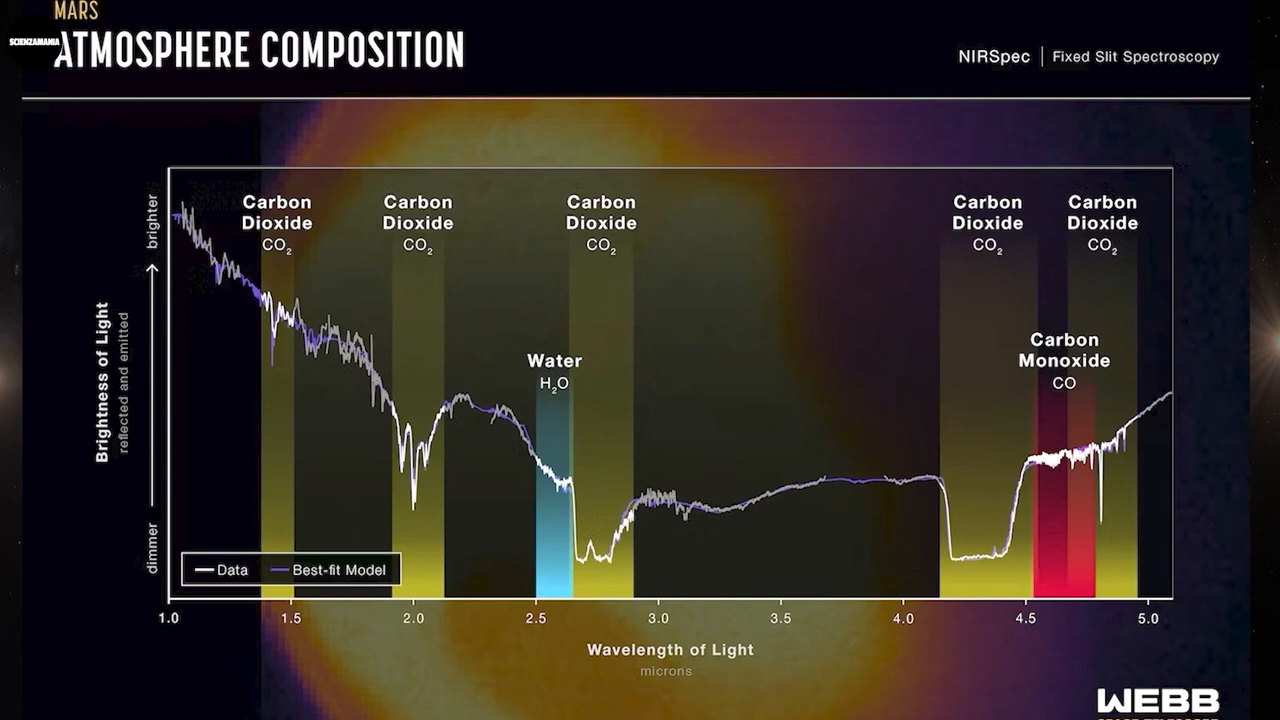 MARS
SCIENZAMANIA
ATMOSPHERE COMPOSITION
NIRSpec | Fixed Slit Spectroscopy
Carbon
Dioxide
CO₂
Carbon
Dioxide
CO₂
Carbon
Dioxide
CO₂
Carbon
Dioxide
CO₂
Carbon
Dioxide
CO₂
Water
H₂O
Carbon
Monoxide
CO
brighter
Brightness of Light
reflected and emitted
dimmer
Data
Best-fit Model
1.0 1.5 2.0 2.5 3.0 3.5 4.0 4.5 5.0
Wavelength of Light
microns
WEBB